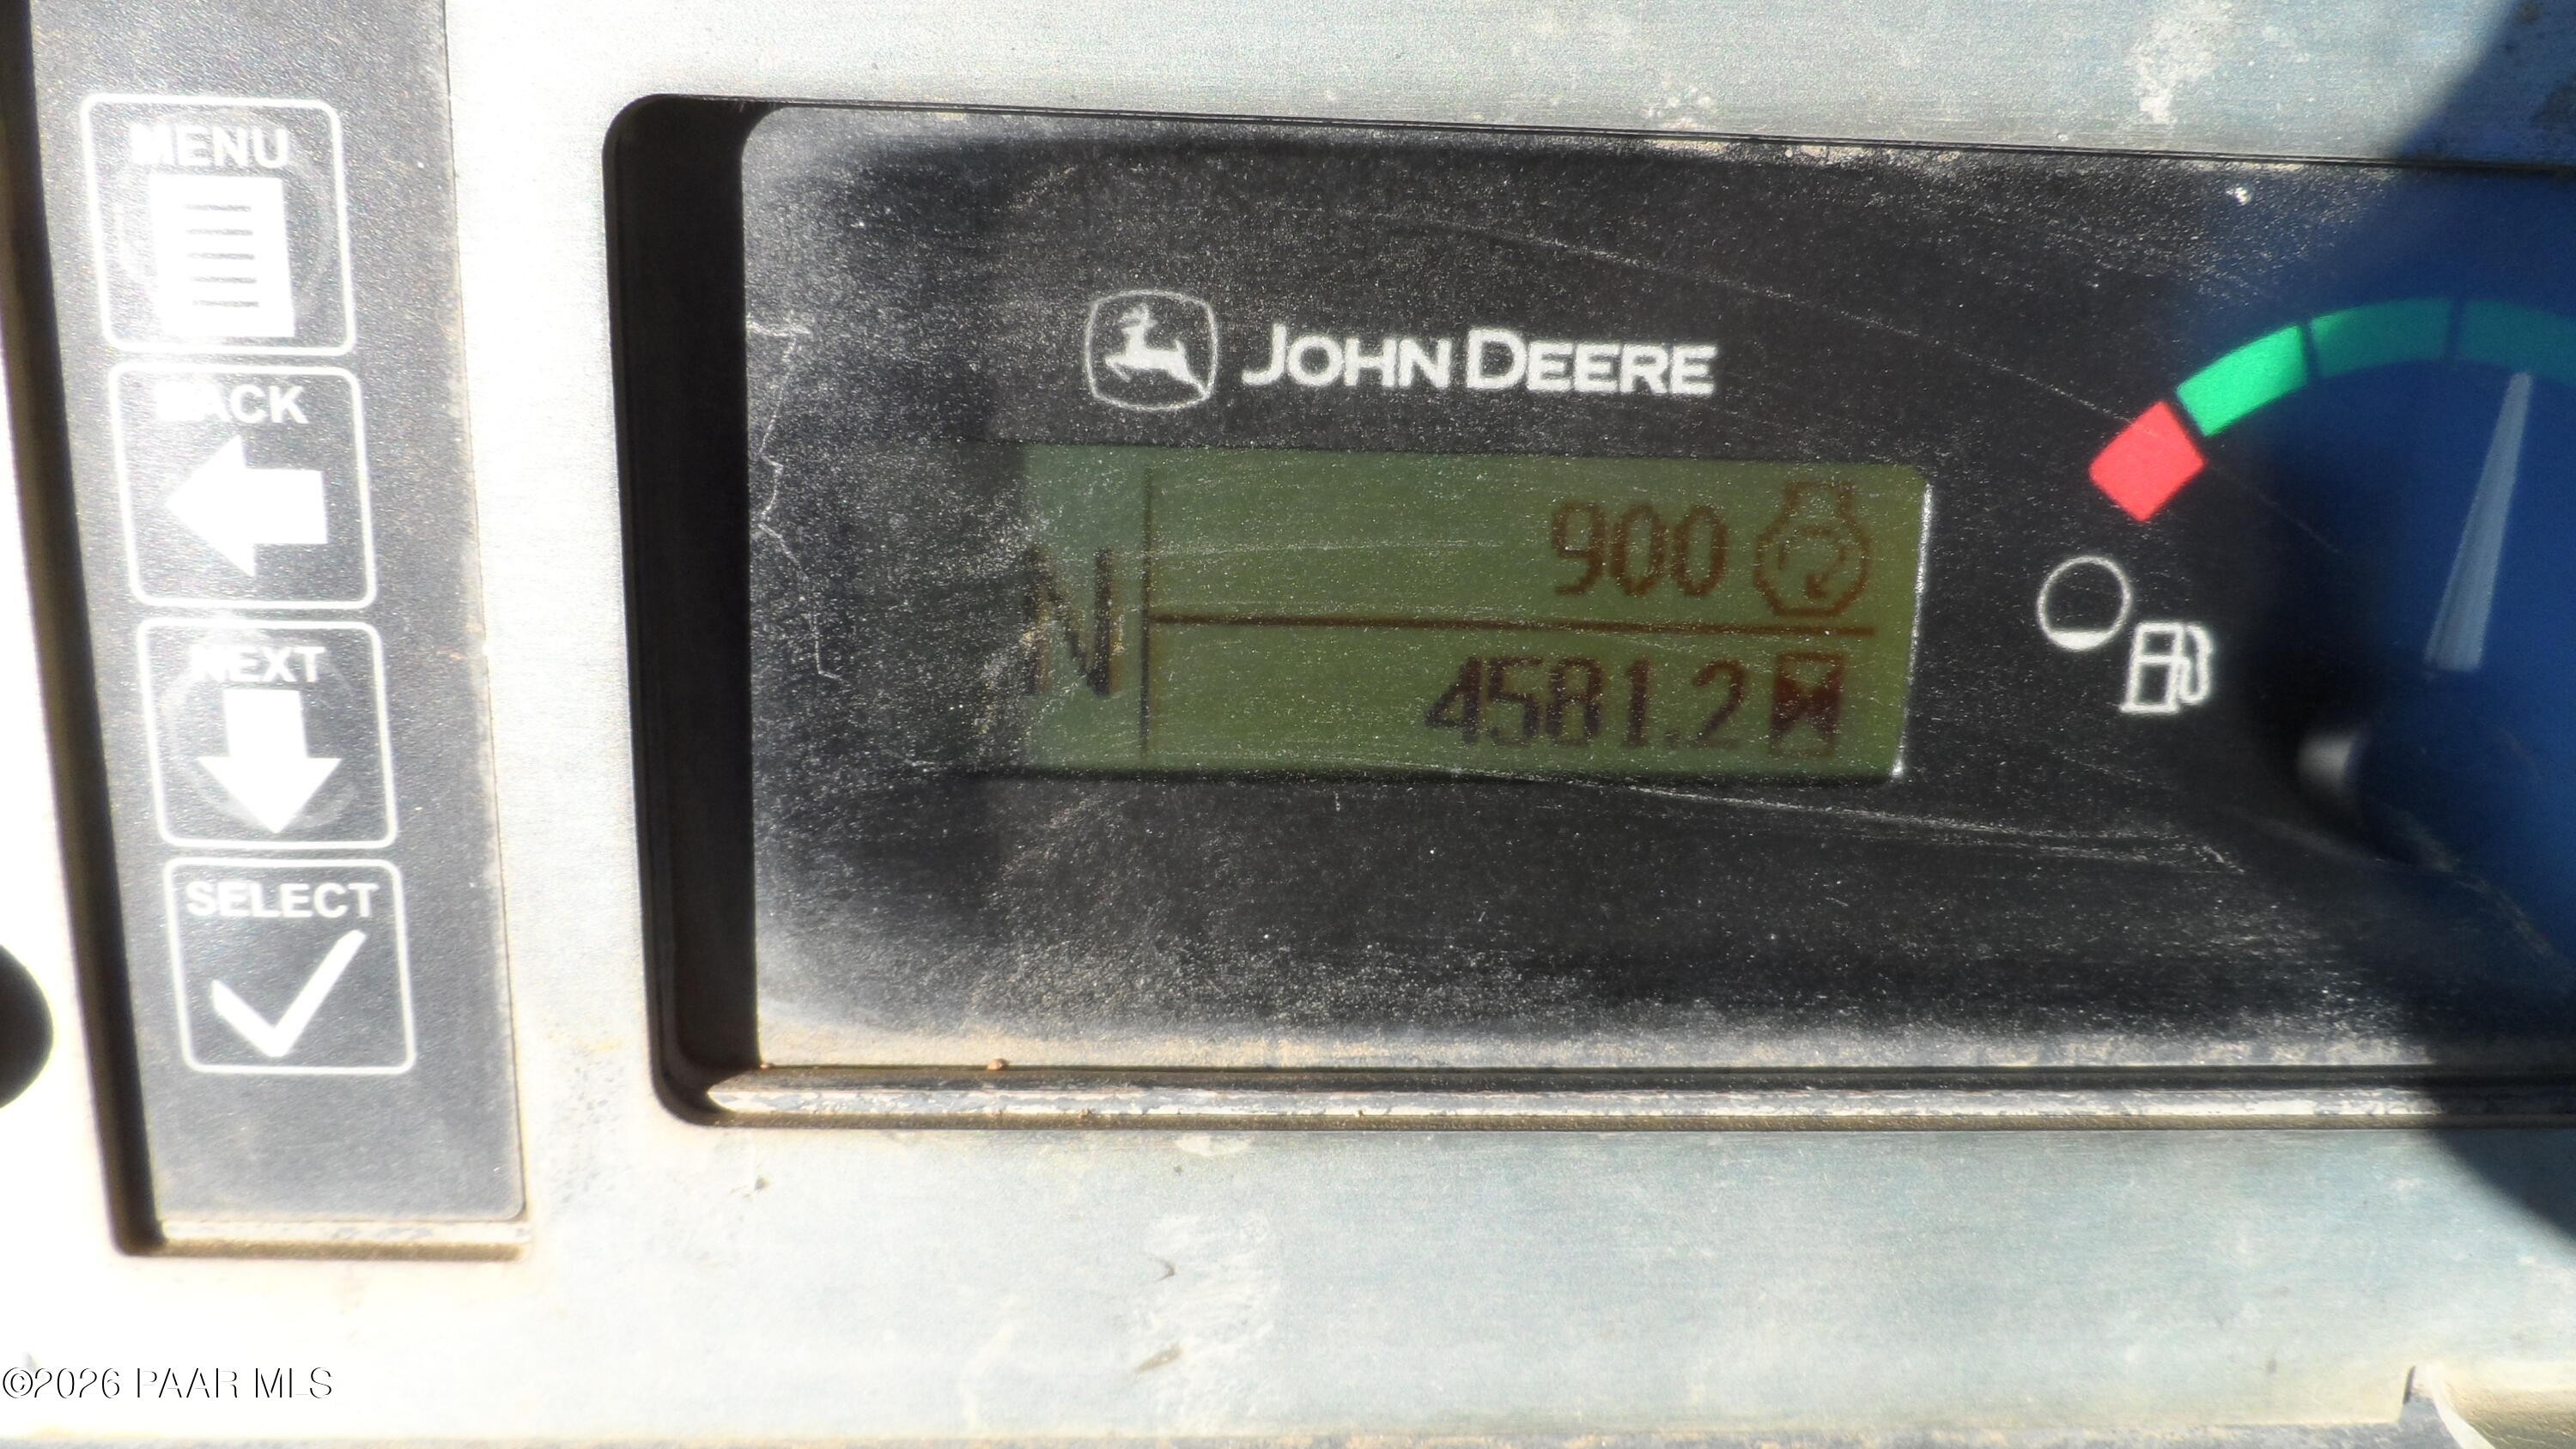 MENU
BACK
NEXT
SELECT
JOHN DEERE
N
900
4581.2
©2026 PAAR MLS